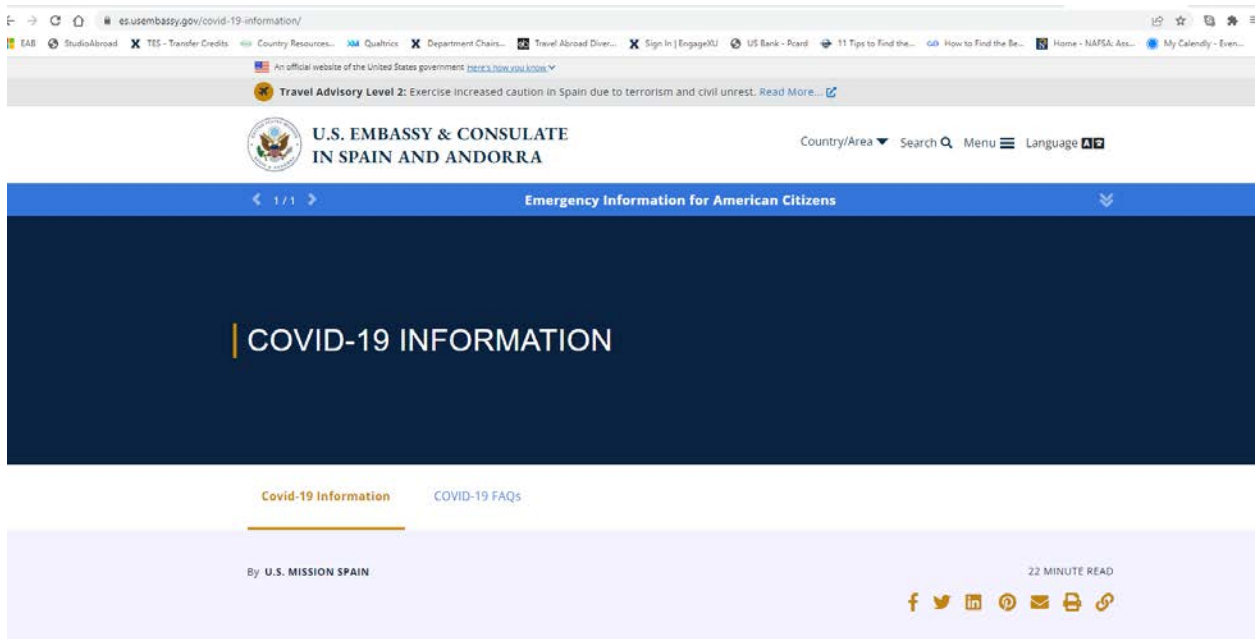 es.usembassy.gov/covid-19-information/
EAB StudioAbroad TES - Transfer Credits Country Resources... Qualtrics Department Chairs... Travel Abroad Diver... Sign In | EngageXU US Bank - Pcard 11 Tips to Find the... How to Find the Be... Home - NAFSA: Ass... My Calendly - Even...
An official website of the United States government Here's how you know
Travel Advisory Level 2: Exercise increased caution in Spain due to terrorism and civil unrest. Read More...
U.S. EMBASSY & CONSULATE
IN SPAIN AND ANDORRA
Country/Area Search Menu Language
1 / 1 Emergency Information for American Citizens
COVID-19 INFORMATION
Covid-19 Information COVID-19 FAQs
By U.S. MISSION SPAIN 22 MINUTE READ